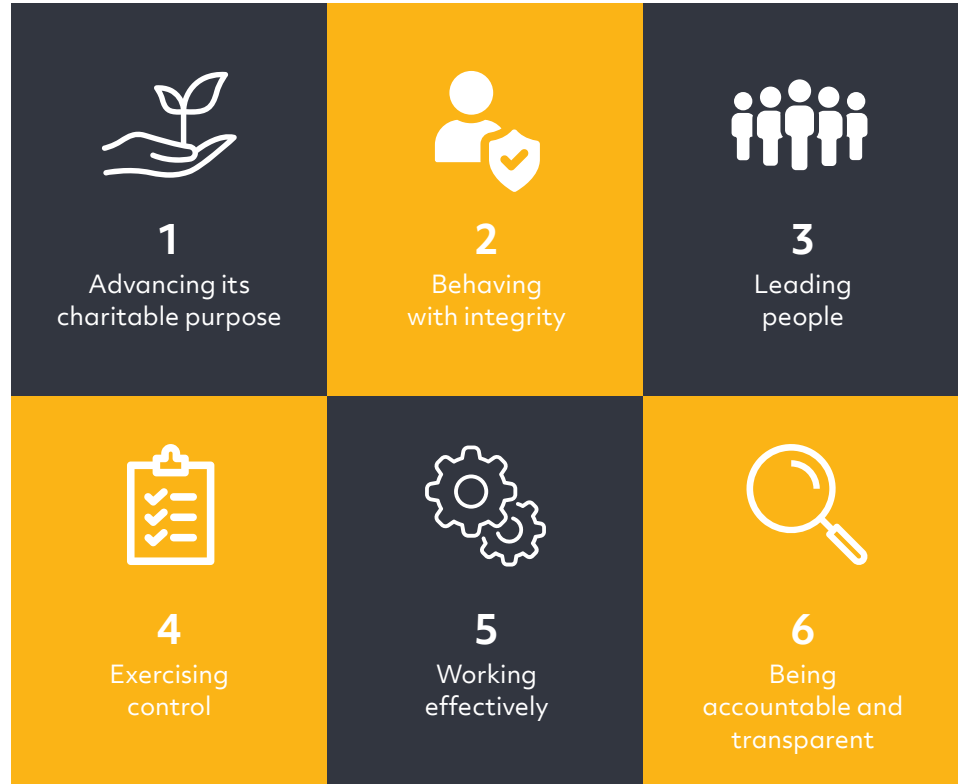 1
Advancing its
charitable purpose
2
Behaving
with integrity
3
Leading
people
4
Exercising
control
5
Working
effectively
6
Being
accountable and
transparent